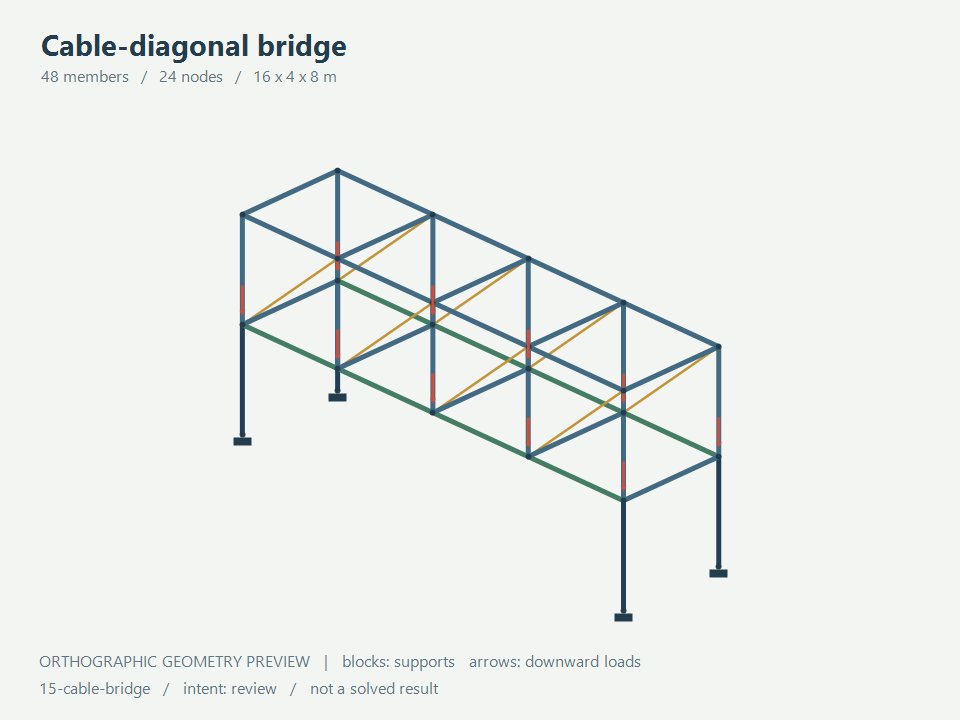 Cable-diagonal bridge
48 members / 24 nodes / 16 x 4 x 8 m
ORTHOGRAPHIC GEOMETRY PREVIEW | blocks: supports arrows: downward loads
15-cable-bridge / intent: review / not a solved result